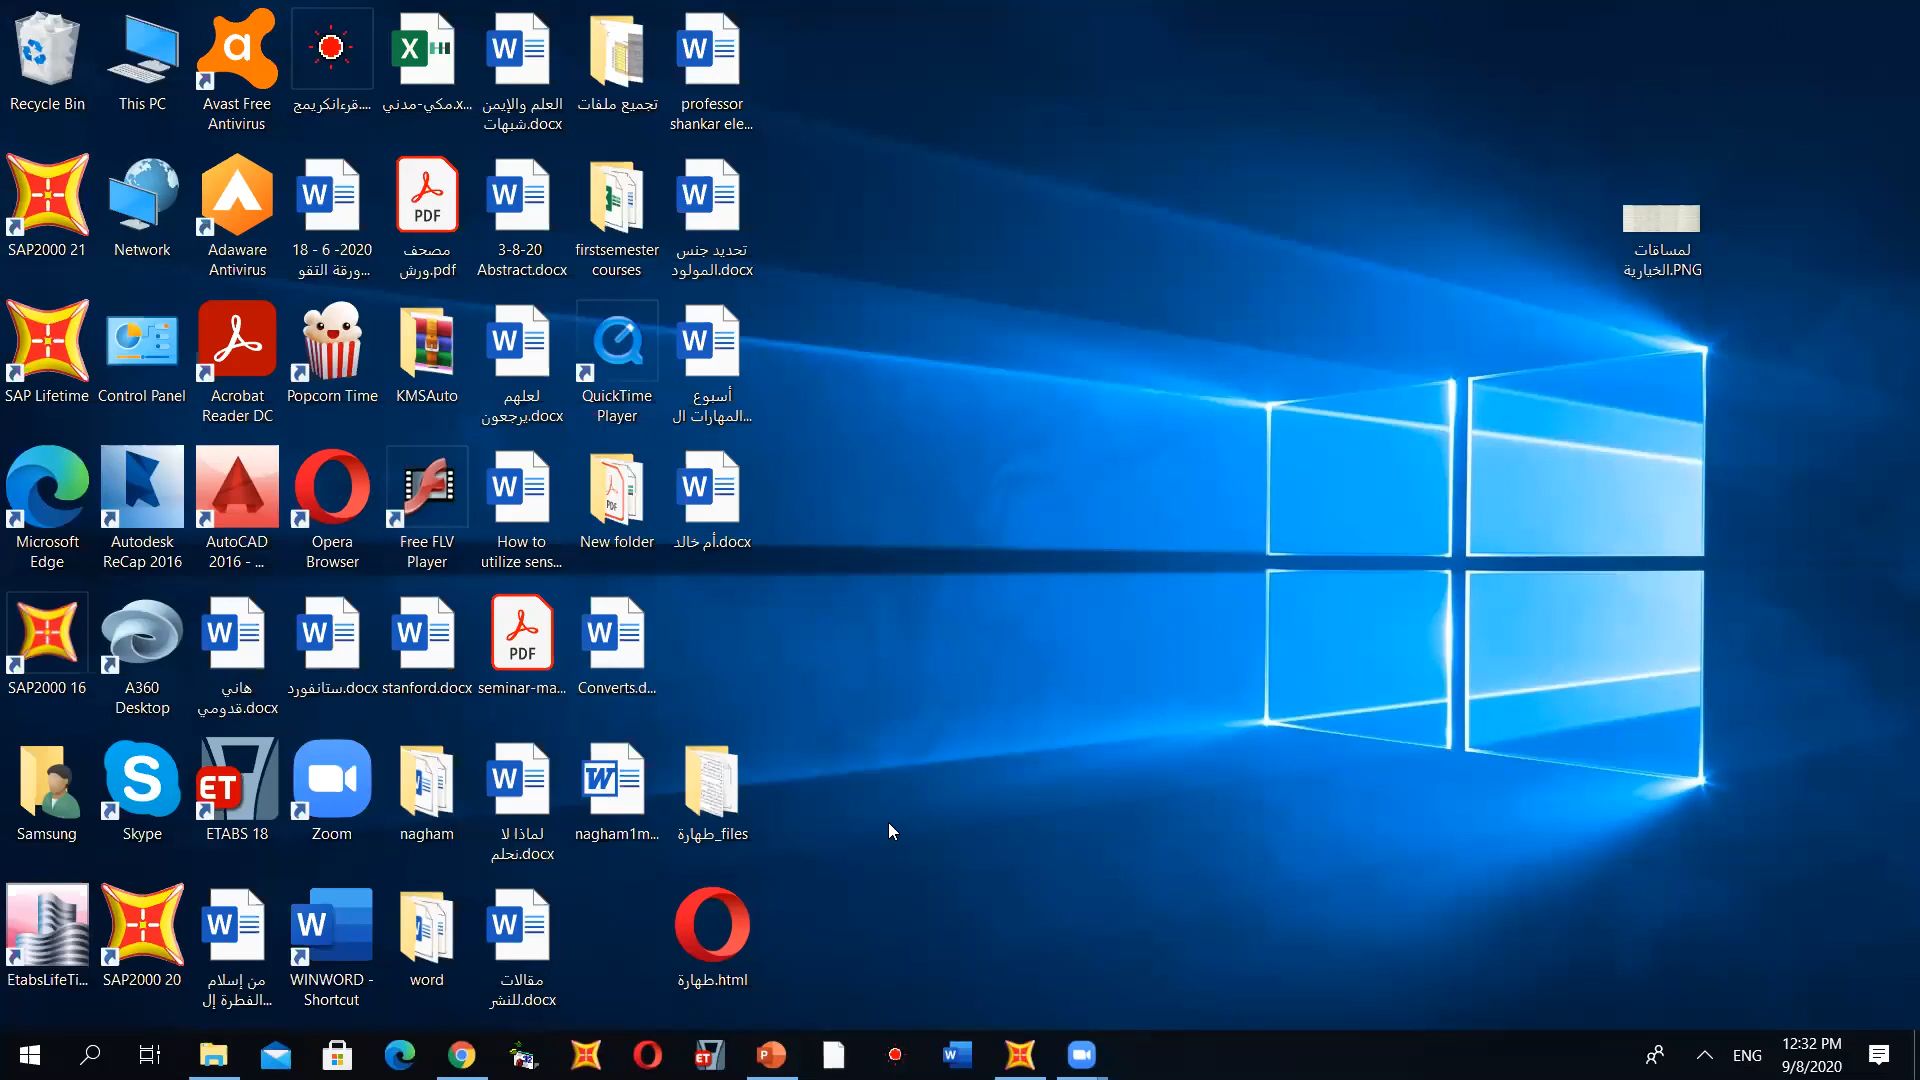 Recycle Bin
This PC
Avast Free
Antivirus
قرءانكريمج....
مكي-مدني.x...
العلم والإيمن
شبهات.docx
تجميع ملفات
professor
shankar ele...
SAP2000 21
Network
Adaware
Antivirus
18 - 6 -2020
ورقة التقو...
PDF
مصحف
ورش.pdf
3-8-20
Abstract.docx
firstsemester
courses
تحديد جنس
المولود.docx
لمساقات
الخيارية.PNG
SAP Lifetime
Control Panel
Acrobat
Reader DC
Popcorn Time
KMSAuto
لعلهم
يرجعون.docx
QuickTime
Player
أسبوع
المهارات ال...
Microsoft
Edge
Autodesk
ReCap 2016
AutoCAD
2016 - ...
Opera
Browser
Free FLV
Player
How to
utilize sens...
PDF
New folder
أم خالد.docx
SAP2000 16
A360
Desktop
هاني
قدومي.docx
ستانفورد.docx
stanford.docx
PDF
seminar-ma...
Converts.d...
Samsung
Skype
ET
ETABS 18
Zoom
nagham
لماذا لا
نحلم.docx
nagham1m...
طهارة_files
EtabsLifeTi...
SAP2000 20
من إسلام
الفطرة إل...
WINWORD -
Shortcut
word
مقالات
للنشر.docx
طهارة.html
ENG
12:32 PM
9/8/2020